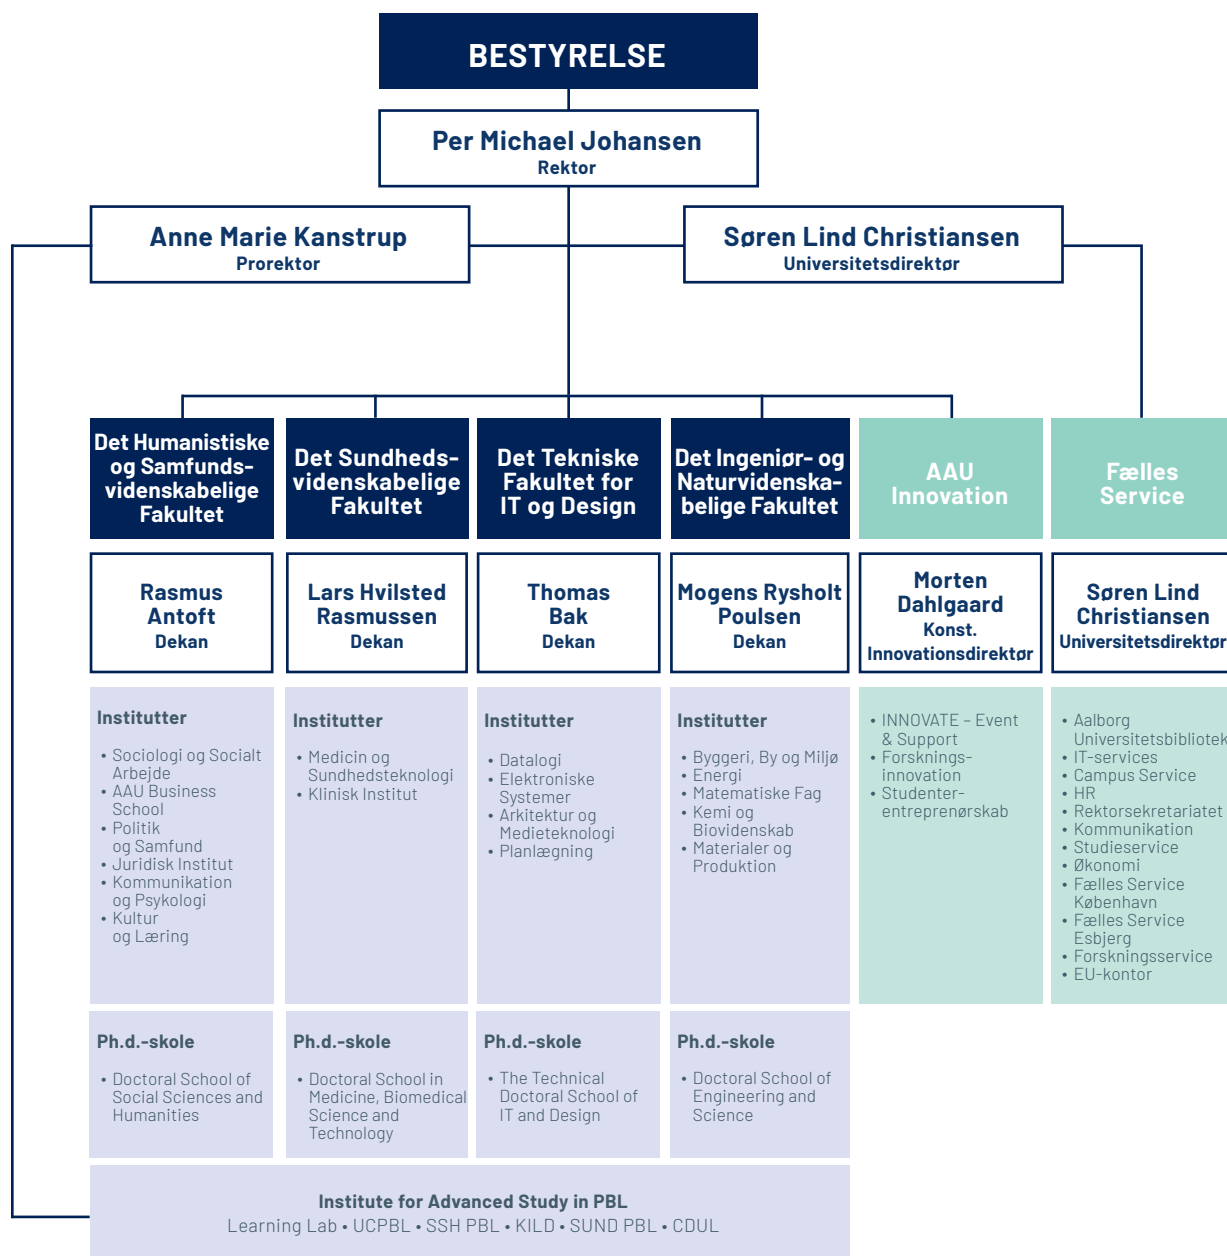 BESTYRELSE
Per Michael Johansen
Rektor
Anne Marie Kanstrup
Prorektor
Søren Lind Christiansen
Universitetsdirektør
Det Humanistiske
og Samfunds-
videnskabelige
Fakultet
Det Sundheds-
videnskabelige
Fakultet
Det Tekniske
Fakultet for
IT og Design
Det Ingeniør- og
Naturvidenska-
belige Fakultet
AAU
Innovation
Fælles
Service
Rasmus
Antoft
Dekan
Lars Hvilsted
Rasmussen
Dekan
Thomas
Bak
Dekan
Mogens Rysholt
Poulsen
Dekan
Morten
Dahlgaard
Konst.
Innovationsdirektør
Søren Lind
Christiansen
Universitetsdirektør
Institutter
• Sociologi og Socialt
Arbejde
• AAU Business
School
• Politik
og Samfund
• Juridisk Institut
• Kommunikation
og Psykologi
• Kultur
og Læring
Institutter
• Medicin og
Sundhedsteknologi
• Klinisk Institut
Institutter
• Datalogi
• Elektroniske
Systemer
• Arkitektur og
Medieteknologi
• Planlægning
Institutter
• Byggeri, By og Miljø
• Energi
• Matematiske Fag
• Kemi og
Biovidenskab
• Materialer og
Produktion
• INNOVATE – Event
& Support
• Forsknings-
innovation
• Studenter-
entreprenørskab
• Aalborg
Universitetsbibliotek
• IT-services
• Campus Service
• HR
• Rektorsekretariatet
• Kommunikation
• Studieservice
• Økonomi
• Fælles Service
København
• Fælles Service
Esbjerg
• Forskningsservice
• EU-kontor
Ph.d.-skole
• Doctoral School of
Social Sciences and
Humanities
Ph.d.-skole
• Doctoral School in
Medicine, Biomedical
Science and
Technology
Ph.d.-skole
• The Technical
Doctoral School of
IT and Design
Ph.d.-skole
• Doctoral School of
Engineering and
Science
Institute for Advanced Study in PBL
Learning Lab • UCPBL • SSH PBL • KILD • SUND PBL • CDUL